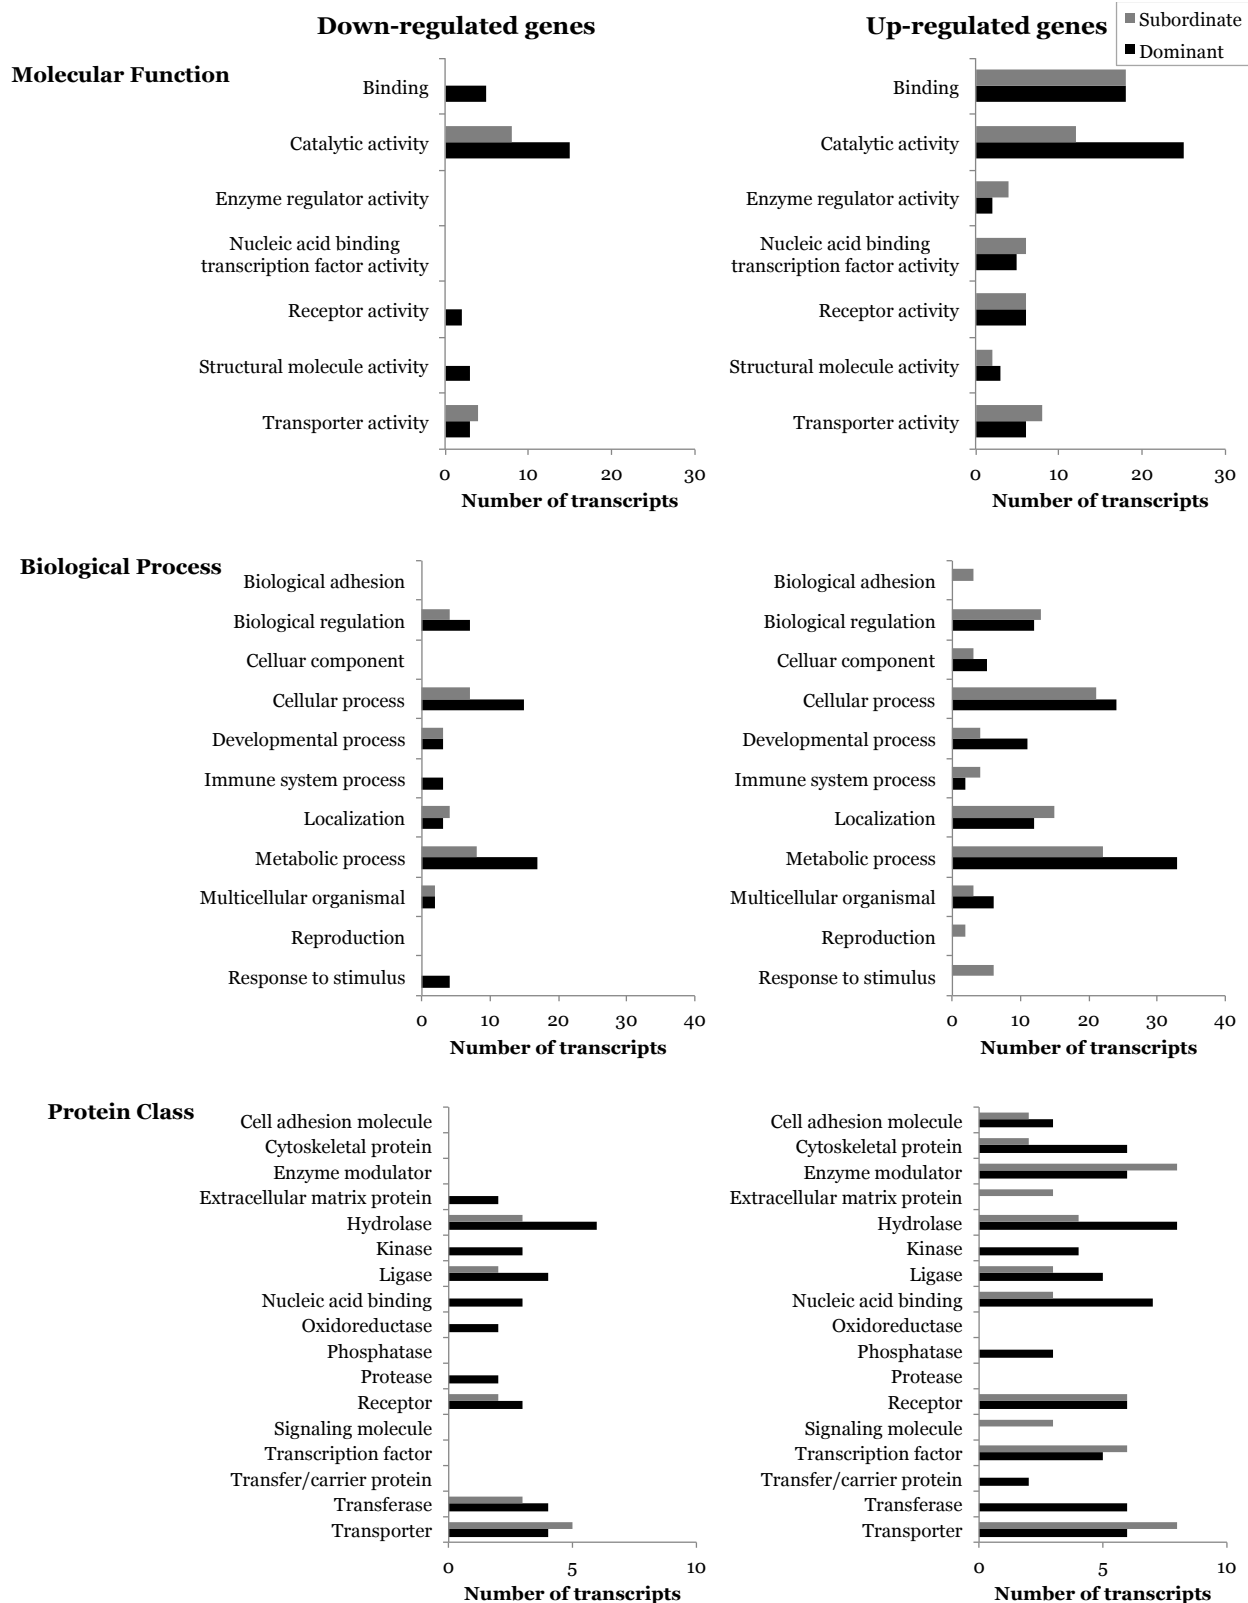 Down-regulated genes
Up-regulated genes
Subordinate
Dominant
Molecular Function
Binding
Catalytic activity
Enzyme regulator activity
Nucleic acid binding
transcription factor activity
Receptor activity
Structural molecule activity
Transporter activity
0 10 20 30
Number of transcripts
Binding
Catalytic activity
Enzyme regulator activity
Nucleic acid binding
transcription factor activity
Receptor activity
Structural molecule activity
Transporter activity
0 10 20 30
Number of transcripts
Biological Process
Biological adhesion
Biological regulation
Celluar component
Cellular process
Developmental process
Immune system process
Localization
Metabolic process
Multicellular organismal
Reproduction
Response to stimulus
0 10 20 30 40
Number of transcripts
Biological adhesion
Biological regulation
Celluar component
Cellular process
Developmental process
Immune system process
Localization
Metabolic process
Multicellular organismal
Reproduction
Response to stimulus
0 10 20 30 40
Number of transcripts
Protein Class
Cell adhesion molecule
Cytoskeletal protein
Enzyme modulator
Extracellular matrix protein
Hydrolase
Kinase
Ligase
Nucleic acid binding
Oxidoreductase
Phosphatase
Protease
Receptor
Signaling molecule
Transcription factor
Transfer/carrier protein
Transferase
Transporter
0 5 10
Number of transcripts
Cell adhesion molecule
Cytoskeletal protein
Enzyme modulator
Extracellular matrix protein
Hydrolase
Kinase
Ligase
Nucleic acid binding
Oxidoreductase
Phosphatase
Protease
Receptor
Signaling molecule
Transcription factor
Transfer/carrier protein
Transferase
Transporter
0 5 10
Number of transcripts